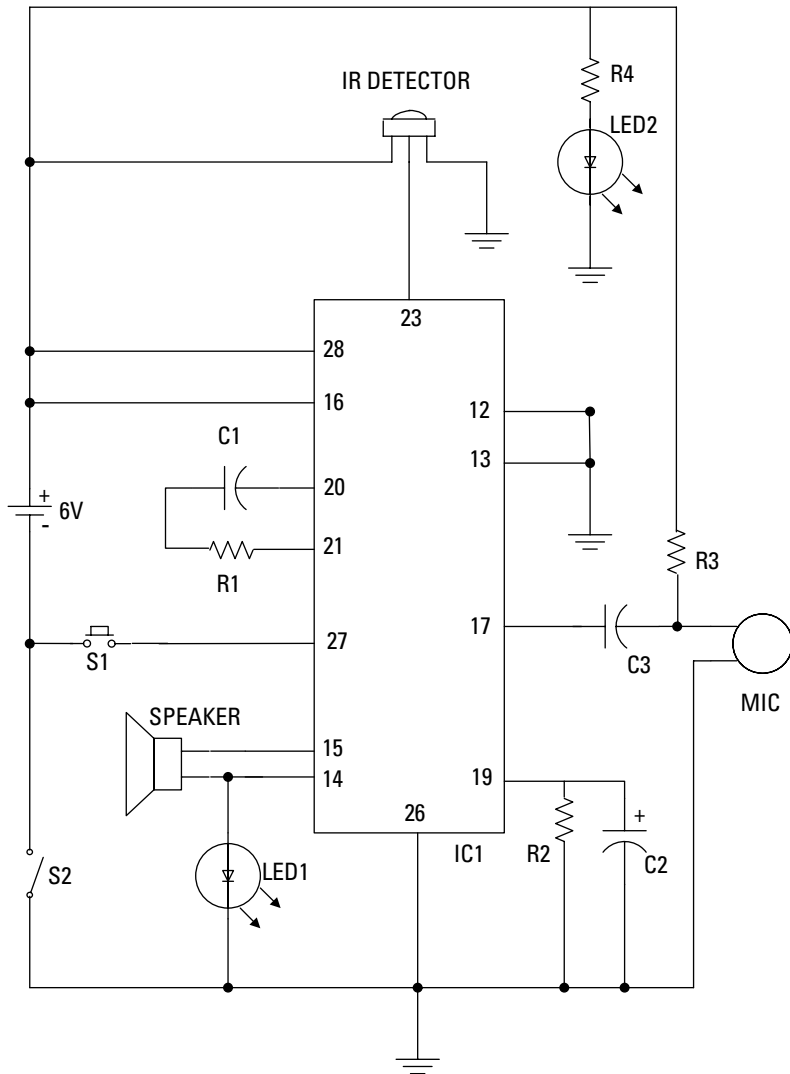 R4
IR DETECTOR
LED2
23
28
16
12
C1
13
20
+
6V
-
21
R1
R3
17
27
S1
C3
MIC
SPEAKER
15
14
19
26
+
R2
C2
IC1
S2
LED1